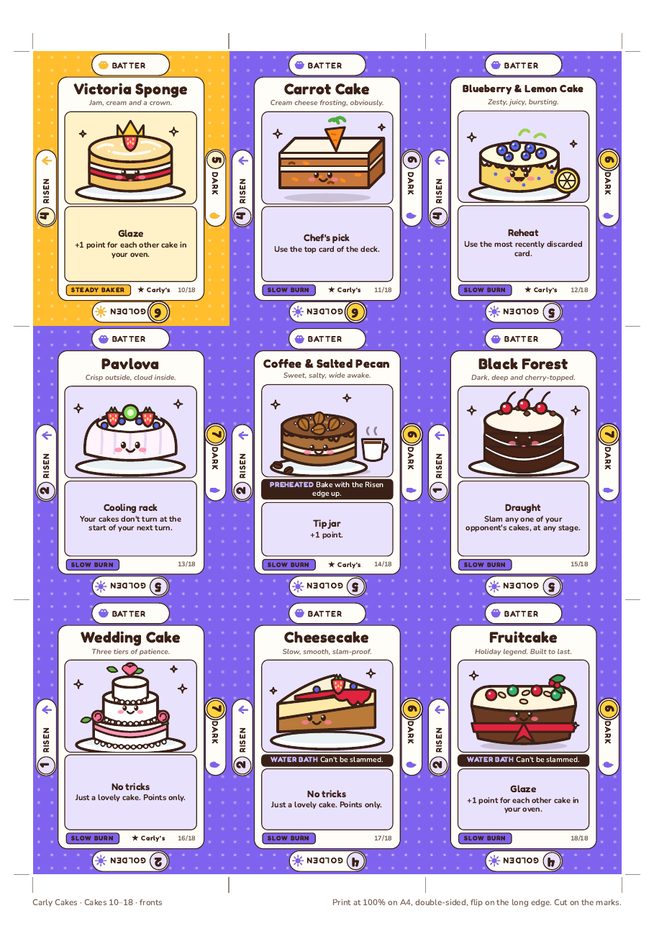 BATTER
Victoria Sponge
Jam, cream and a crown.
RISEN 4
5 DARK
Glaze
+1 point for each other cake in
your oven.
STEADY BAKER ★ Carly's 10/18
GOLDEN 6
BATTER
Carrot Cake
Cream cheese frosting, obviously.
RISEN 4
6 DARK
Chef's pick
Use the top card of the deck.
SLOW BURN ★ Carly's 11/18
GOLDEN 6
BATTER
Blueberry & Lemon Cake
Zesty, juicy, bursting.
RISEN 4
6 DARK
Reheat
Use the most recently discarded
card.
SLOW BURN ★ Carly's 12/18
GOLDEN 5
BATTER
Pavlova
Crisp outside, cloud inside.
RISEN 2
7 DARK
Cooling rack
Your cakes don't turn at the
start of your next turn.
SLOW BURN 13/18
GOLDEN 5
BATTER
Coffee & Salted Pecan
Sweet, salty, wide awake.
RISEN 2
6 DARK
PREHEATED Bake with the Risen
edge up.
Tip jar
+1 point.
SLOW BURN ★ Carly's 14/18
GOLDEN 5
BATTER
Black Forest
Dark, deep and cherry-topped.
RISEN 1
7 DARK
Draught
Slam any one of your
opponent's cakes, at any stage.
SLOW BURN 15/18
GOLDEN 5
BATTER
Wedding Cake
Three tiers of patience.
RISEN 1
7 DARK
No tricks
Just a lovely cake. Points only.
SLOW BURN ★ Carly's 16/18
GOLDEN 2
BATTER
Cheesecake
Slow, smooth, slam-proof.
RISEN 2
6 DARK
WATER BATH Can't be slammed.
No tricks
Just a lovely cake. Points only.
SLOW BURN 17/18
GOLDEN 4
BATTER
Fruitcake
Holiday legend. Built to last.
RISEN 2
6 DARK
WATER BATH Can't be slammed.
Glaze
+1 point for each other cake in
your oven.
SLOW BURN 18/18
GOLDEN 4
Carly Cakes · Cakes 10–18 · fronts
Print at 100% on A4, double-sided, flip on the long edge. Cut on the marks.